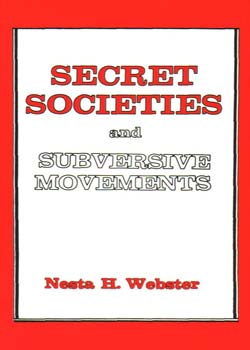 SECRET
SOCIETIES
and
SUBVERSIVE
MOVEMENTS
Nesta H. Webster